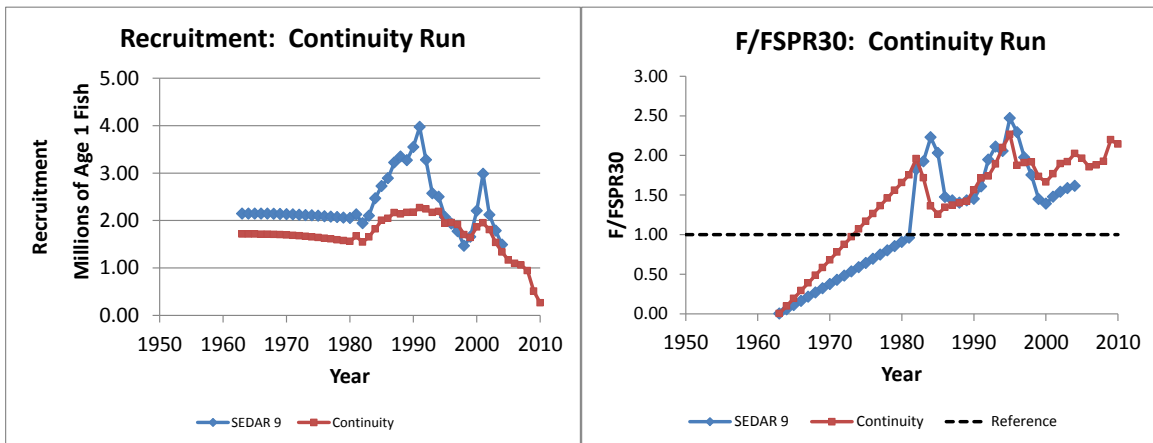 Recruitment: Continuity Run
Recruitment
Millions of Age 1 Fish
5.00
4.00
3.00
2.00
1.00
0.00
1950 1960 1970 1980 1990 2000 2010
Year
SEDAR 9 Continuity
F/FSPR30: Continuity Run
F/FSPR30
3.00
2.50
2.00
1.50
1.00
0.50
0.00
1950 1960 1970 1980 1990 2000 2010
Year
SEDAR 9 Continuity Reference